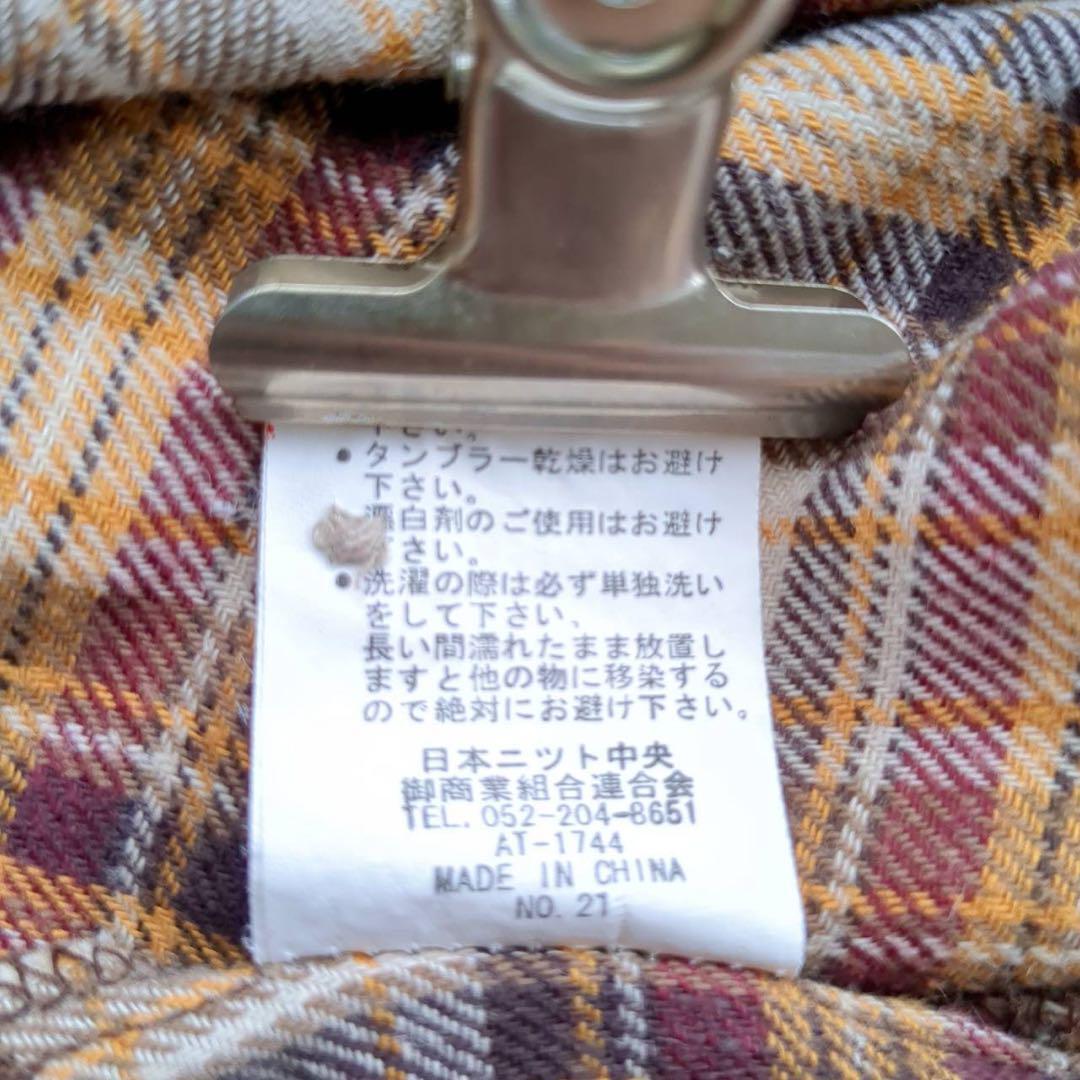 下さい。
• タンブラー乾燥はお避け
下さい。
漂白剤のご使用はお避け
下さい。
• 洗濯の際は必ず単独洗い
をして下さい、
長い間濡れたまま放置し
ますと他の物に移染する
ので絶対にお避け下さい。
日本ニット中央
御商業組合連合会
TEL. 052-204-8651
AT-1744
MADE IN CHINA
NO. 21